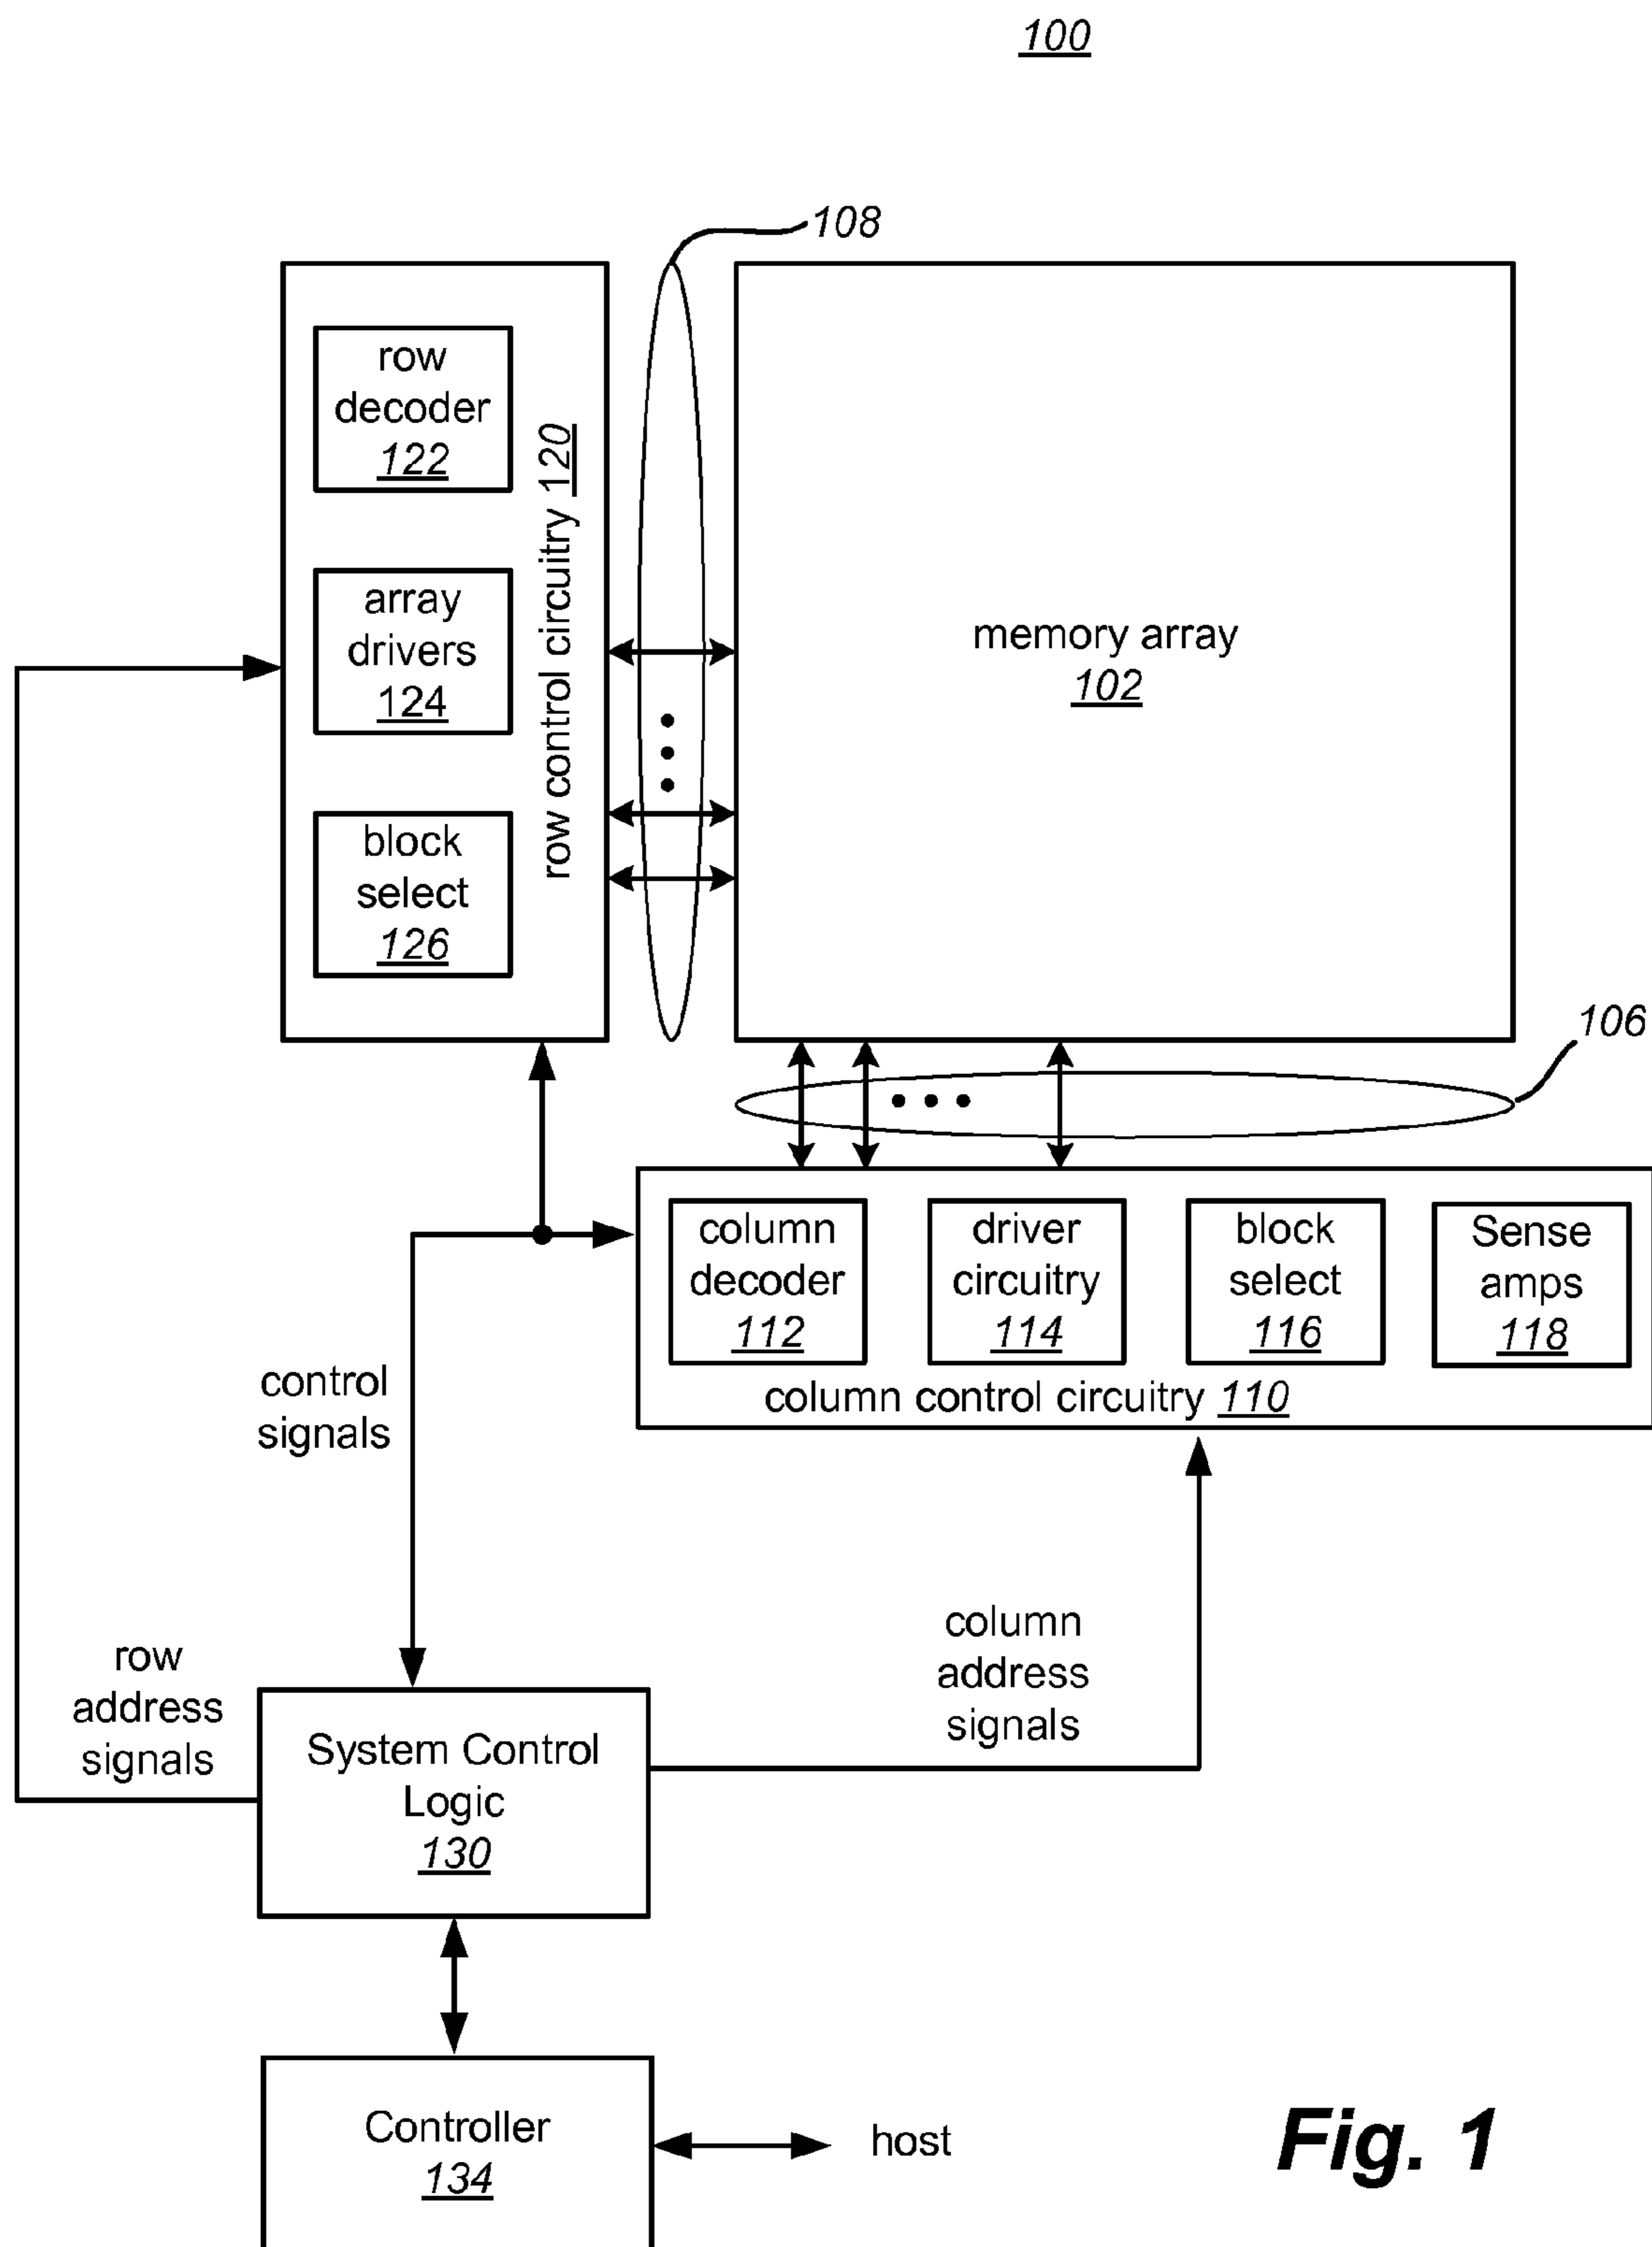 100
108
row
decoder
122
array
drivers
124
block
select
126
row control circuitry 120
memory array
102
106
column
decoder
112
driver
circuitry
114
block
select
116
Sense
amps
118
column control circuitry 110
control
signals
row
address
signals
column
address
signals
System Control
Logic
130
Controller
134
host
Fig. 1